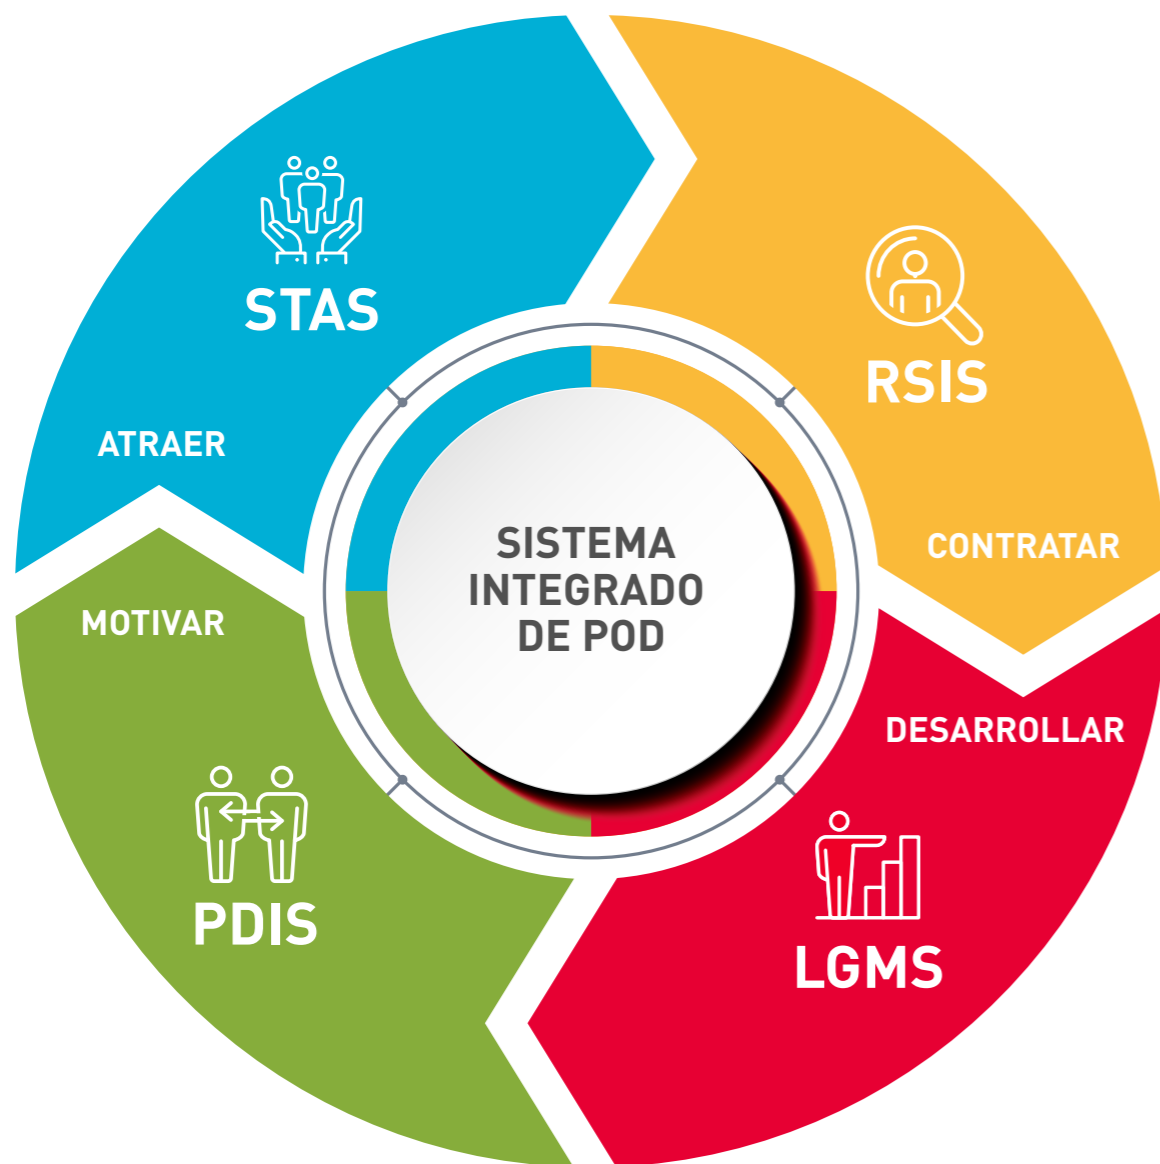 STAS
ATRAER
RSIS
CONTRATAR
SISTEMA
INTEGRADO
DE POD
MOTIVAR
PDIS
DESARROLLAR
LGMS